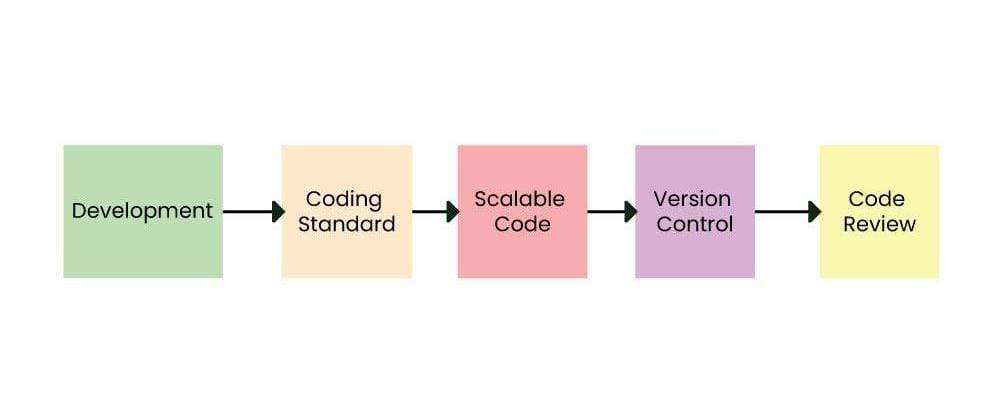 Development
Coding
Standard
Scalable
Code
Version
Control
Code
Review